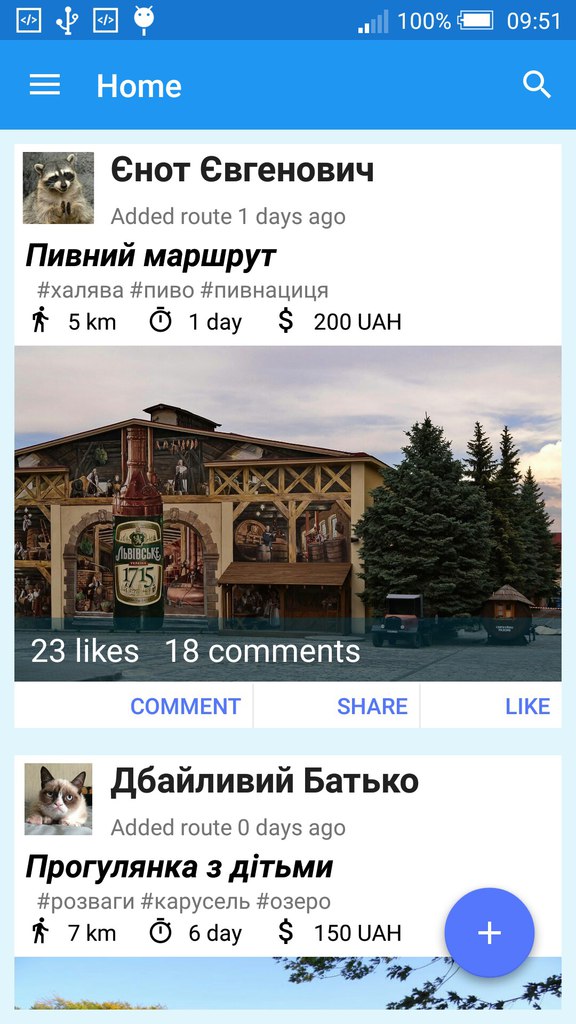 100% 09:51
Home
Єнот Євгенович
Added route 1 days ago
Пивний маршрут
#халява #пиво #пивнациця
5 km 1 day $ 200 UAH
ЛЬВІВСЬКЕ
1715
23 likes 18 comments
COMMENT SHARE LIKE
Дбайливий Батько
Added route 0 days ago
Прогулянка з дітьми
#розваги #карусель #озеро
7 km 6 day $ 150 UAH
+